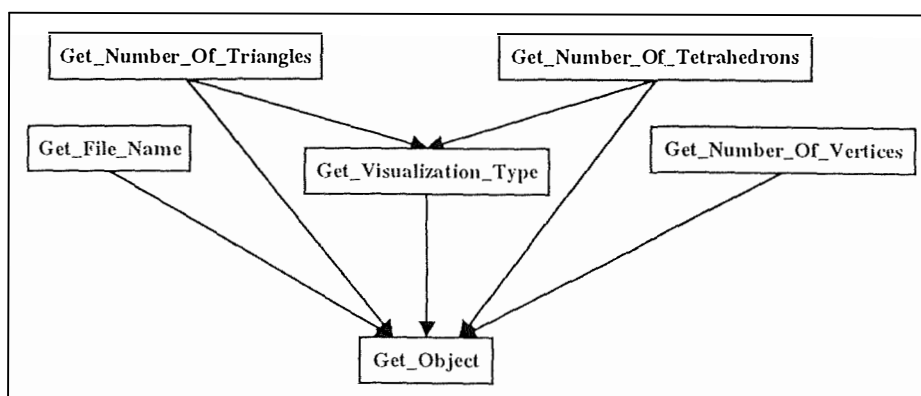 Get_Number_Of_Triangles
Get_Number_Of_Tetrahedrons
Get_File_Name
Get_Visualization_Type
Get_Number_Of_Vertices
Get_Object